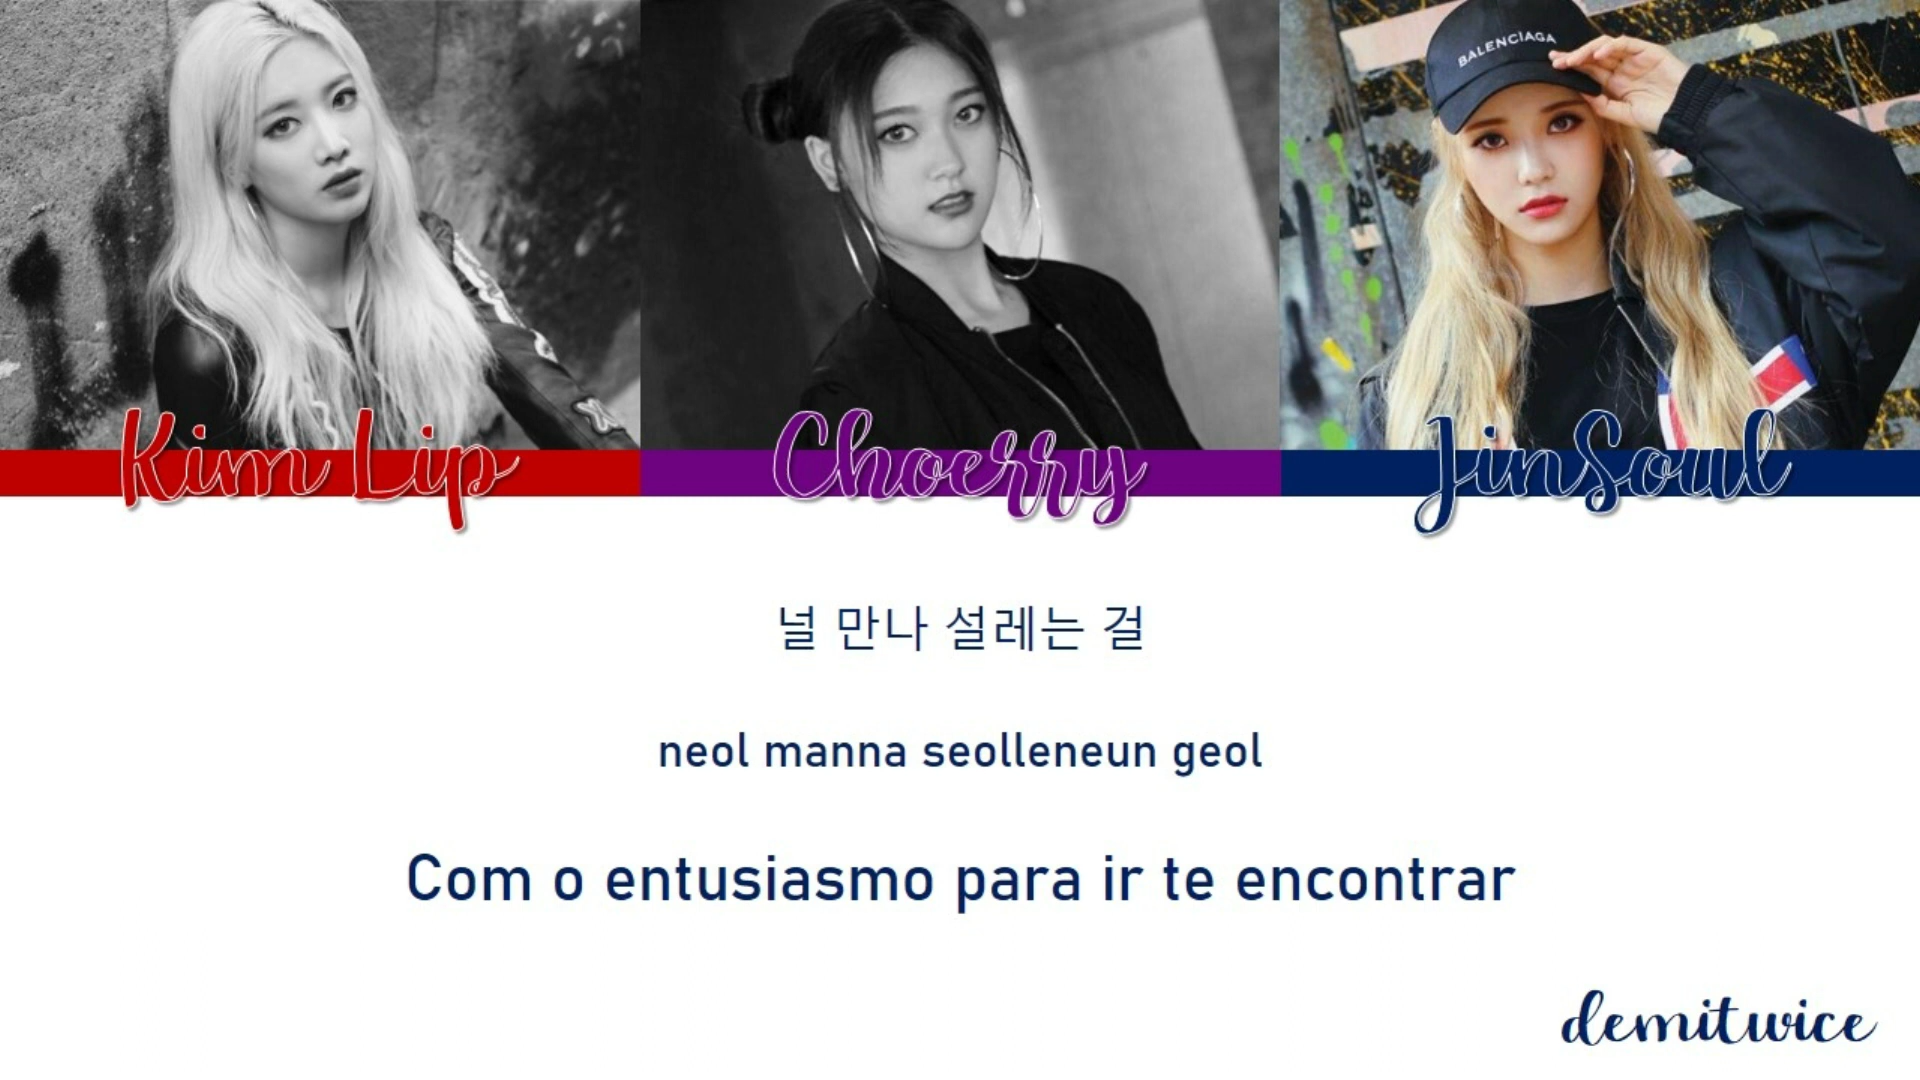 BALENCIAGA
Kim Lip
Choerry
JinSoul
널 만나 설레는 걸
neol manna seolleneun geol
Com o entusiasmo para ir te encontrar
demitwice